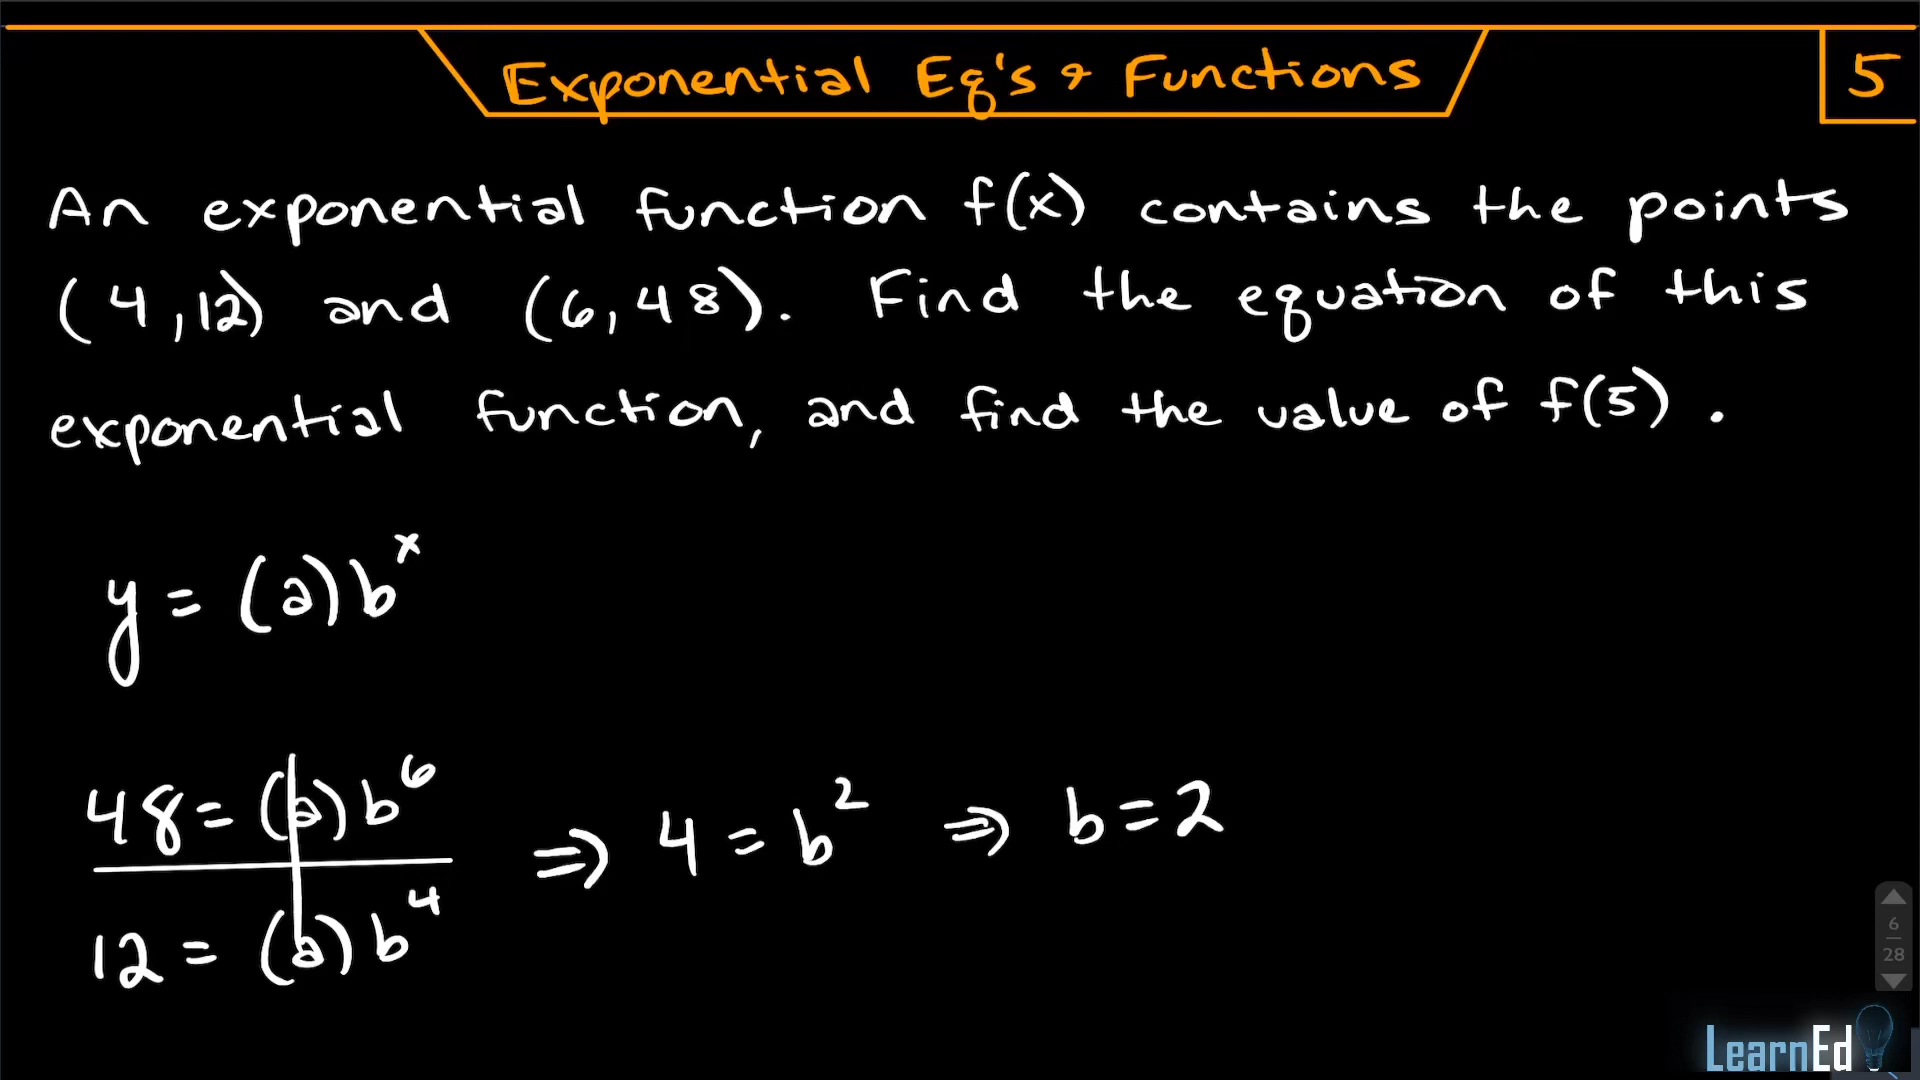 Exponential Eq's & Functions
5
An exponential function f(x) contains the points
(4,12) and (6,48). Find the equation of this
exponential function, and find the value of f(5).
y = (a)b^x
48 = (a)b^6
12 = (a)b^4
⇒ 4 = b^2 ⇒ b = 2
6
28
LearnEd